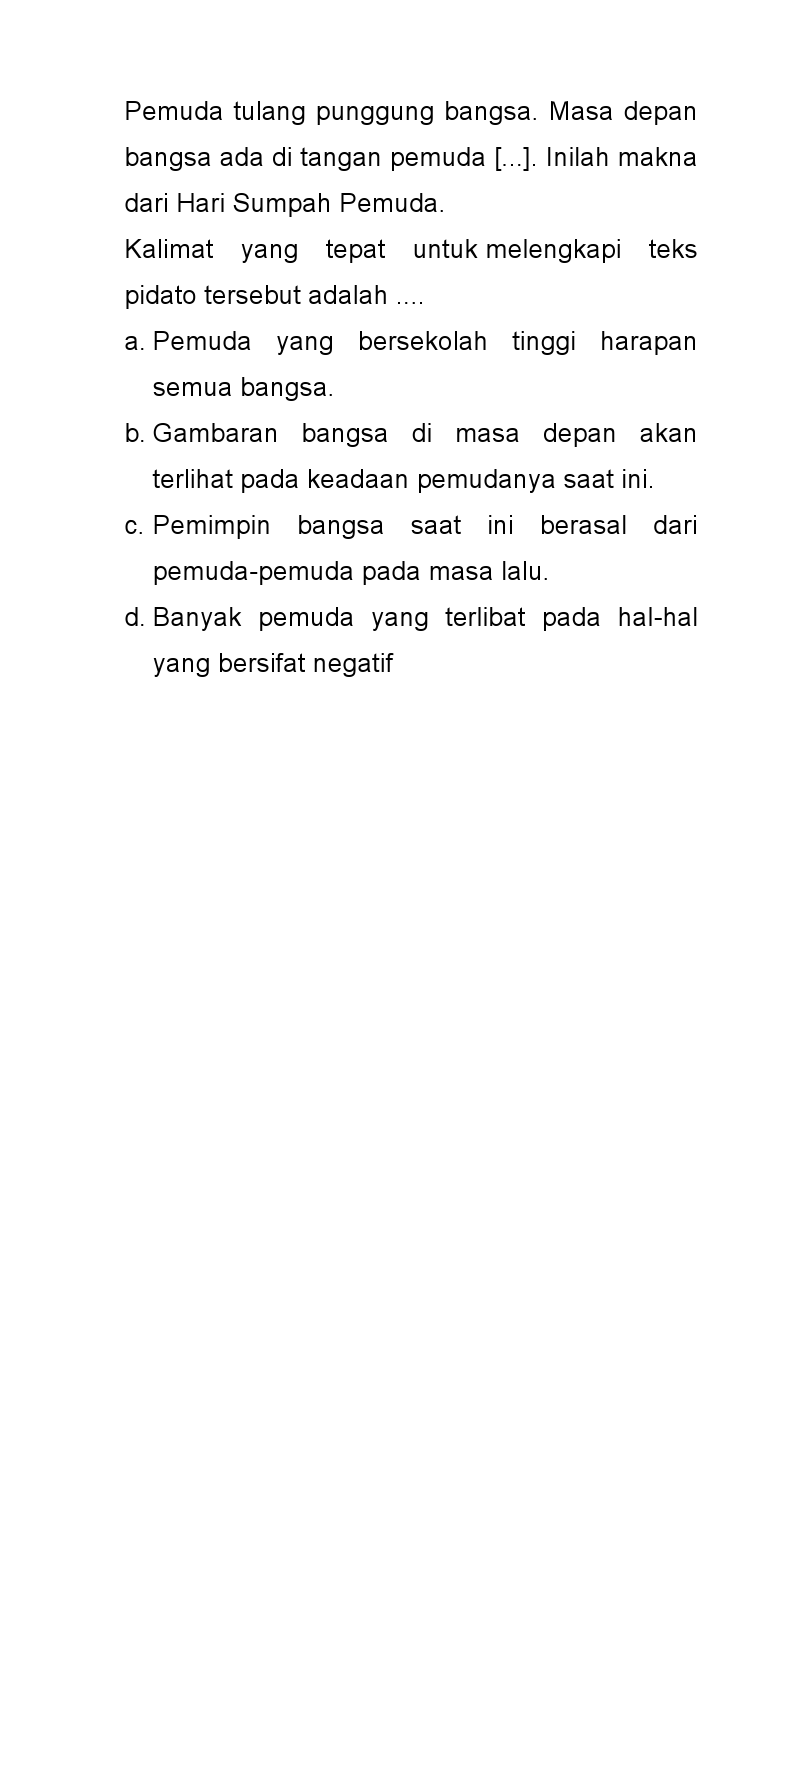 Pemuda tulang punggung bangsa. Masa depan
bangsa ada di tangan pemuda [...]. Inilah makna
dari Hari Sumpah Pemuda.
Kalimat yang tepat untuk melengkapi teks
pidato tersebut adalah ....
a. Pemuda yang bersekolah tinggi harapan
semua bangsa.
b. Gambaran bangsa di masa depan akan
terlihat pada keadaan pemudanya saat ini.
c. Pemimpin bangsa saat ini berasal dari
pemuda-pemuda pada masa lalu.
d. Banyak pemuda yang terlibat pada hal-hal
yang bersifat negatif